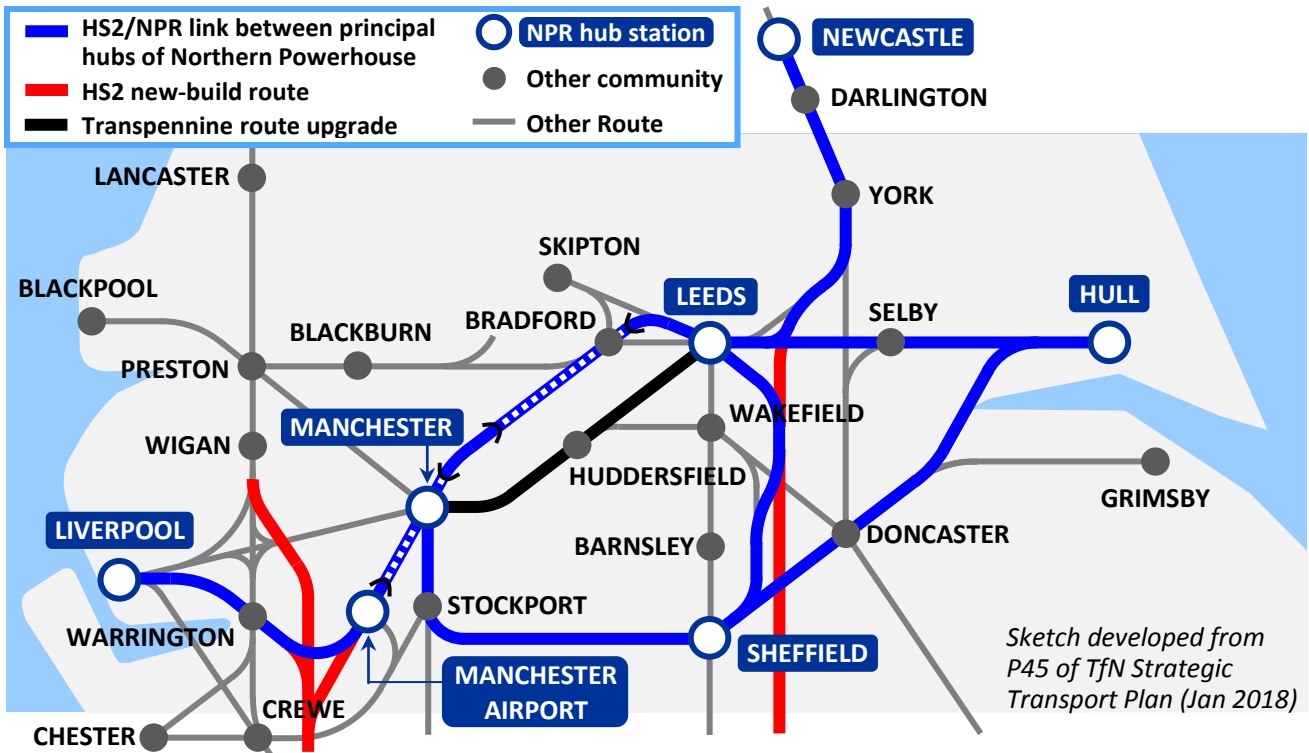 HS2/NPR link between principal
hubs of Northern Powerhouse
HS2 new-build route
Transpennine route upgrade
NPR hub station
Other community
Other Route
NEWCASTLE
DARLINGTON
LANCASTER
YORK
SKIPTON
BLACKPOOL
LEEDS
HULL
BLACKBURN
BRADFORD
SELBY
PRESTON
MANCHESTER
WAKEFIELD
WIGAN
HUDDERSFIELD
GRIMSBY
LIVERPOOL
BARNSLEY
DONCASTER
STOCKPORT
WARRINGTON
SHEFFIELD
MANCHESTER
AIRPORT
CREWE
CHESTER
Sketch developed from
P45 of TfN Strategic
Transport Plan (Jan 2018)